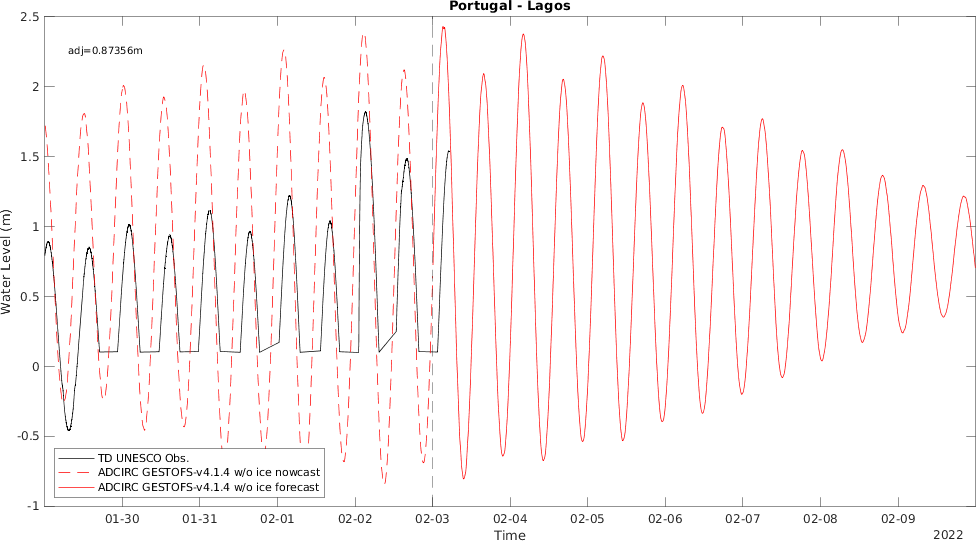 Portugal - Lagos
adj=0.87356m
Water Level (m)
2.5
2
1.5
1
0.5
0
-0.5
-1
TD UNESCO Obs.
ADCIRC GESTOFS-v4.1.4 w/o ice nowcast
ADCIRC GESTOFS-v4.1.4 w/o ice forecast
01-30 01-31 02-01 02-02 02-03 02-04 02-05 02-06 02-07 02-08 02-09
Time
2022